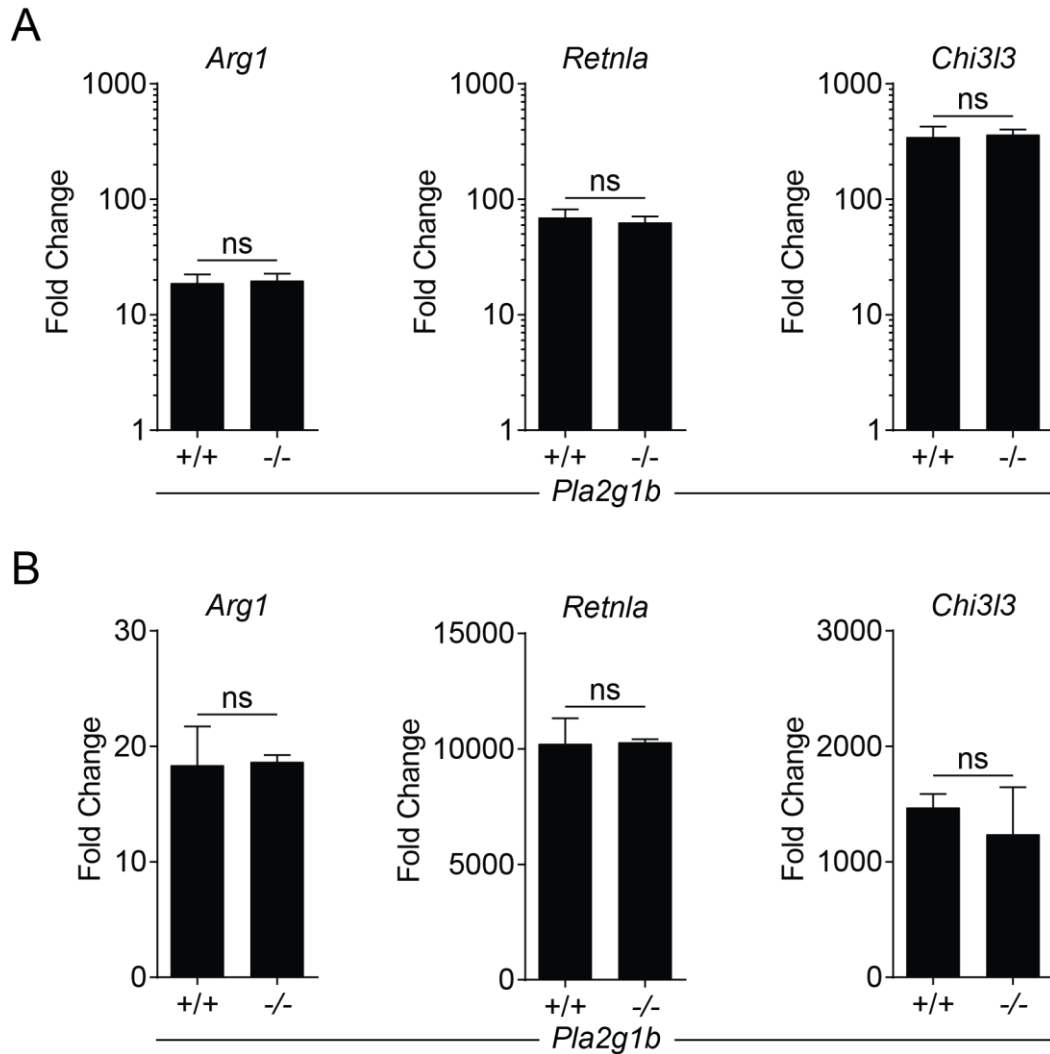 A
Arg1 Retnla Chi3l3
1000 1000 1000
ns
100 100 100
ns
ns
10 10 10
1 1 1
Fold Change Fold Change Fold Change
+/+ -/- +/+ -/- +/+ -/-
Pla2g1b
B
Arg1 Retnla Chi3l3
30 15000 3000
ns ns
20 10000 2000
ns
10 5000 1000
0 0 0
Fold Change Fold Change Fold Change
+/+ -/- +/+ -/- +/+ -/-
Pla2g1b